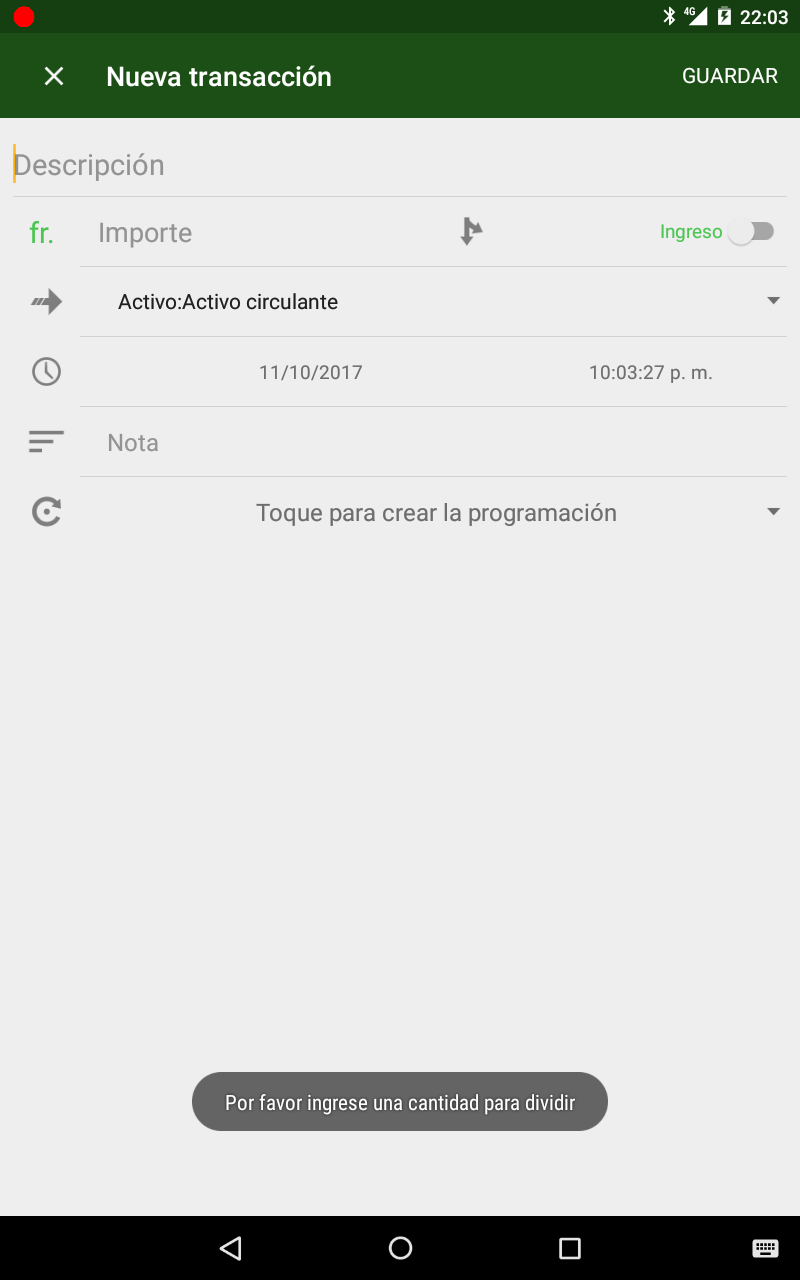 4G 22:03
Nueva transacción GUARDAR
Descripción
fr. Importe Ingreso
Activo:Activo circulante
11/10/2017 10:03:27 p. m.
Nota
Toque para crear la programación
Por favor ingrese una cantidad para dividir